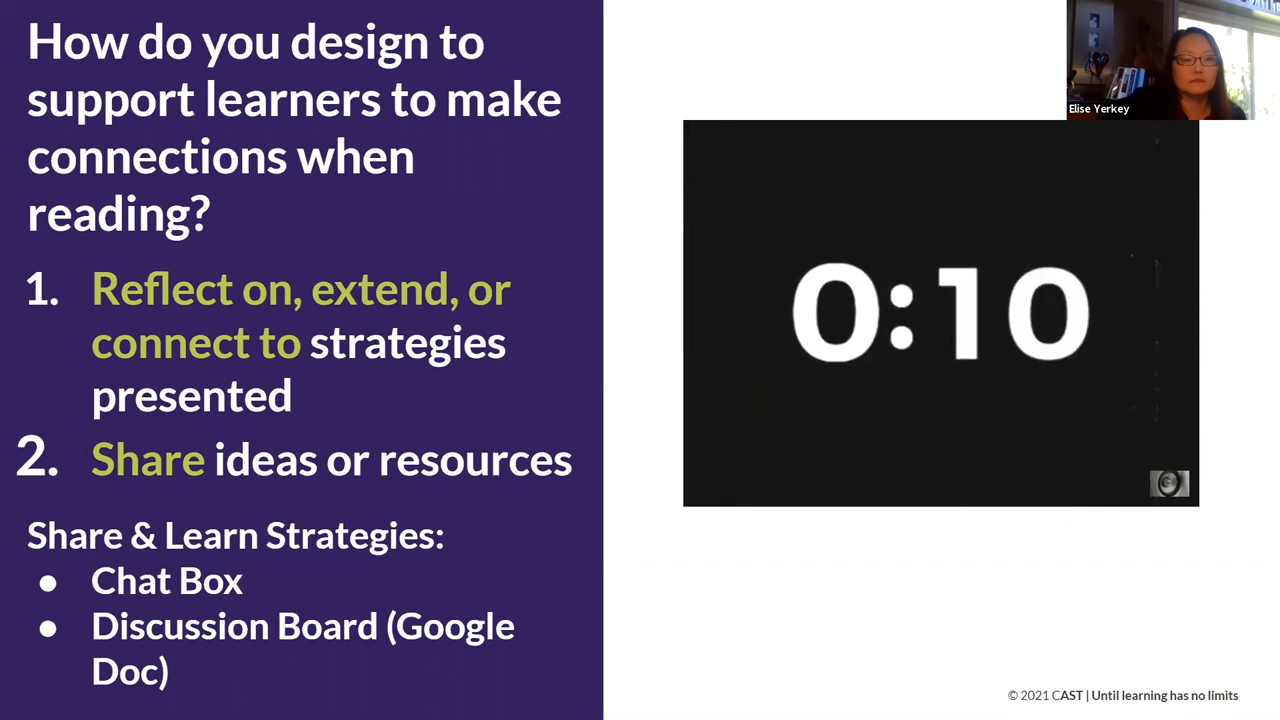 How do you design to
support learners to make
connections when
reading?
1. Reflect on, extend, or
connect to strategies
presented
2. Share ideas or resources
Share & Learn Strategies:
● Chat Box
● Discussion Board (Google
Doc)
Elise Yerkey
0:10
© 2021 CAST | Until learning has no limits